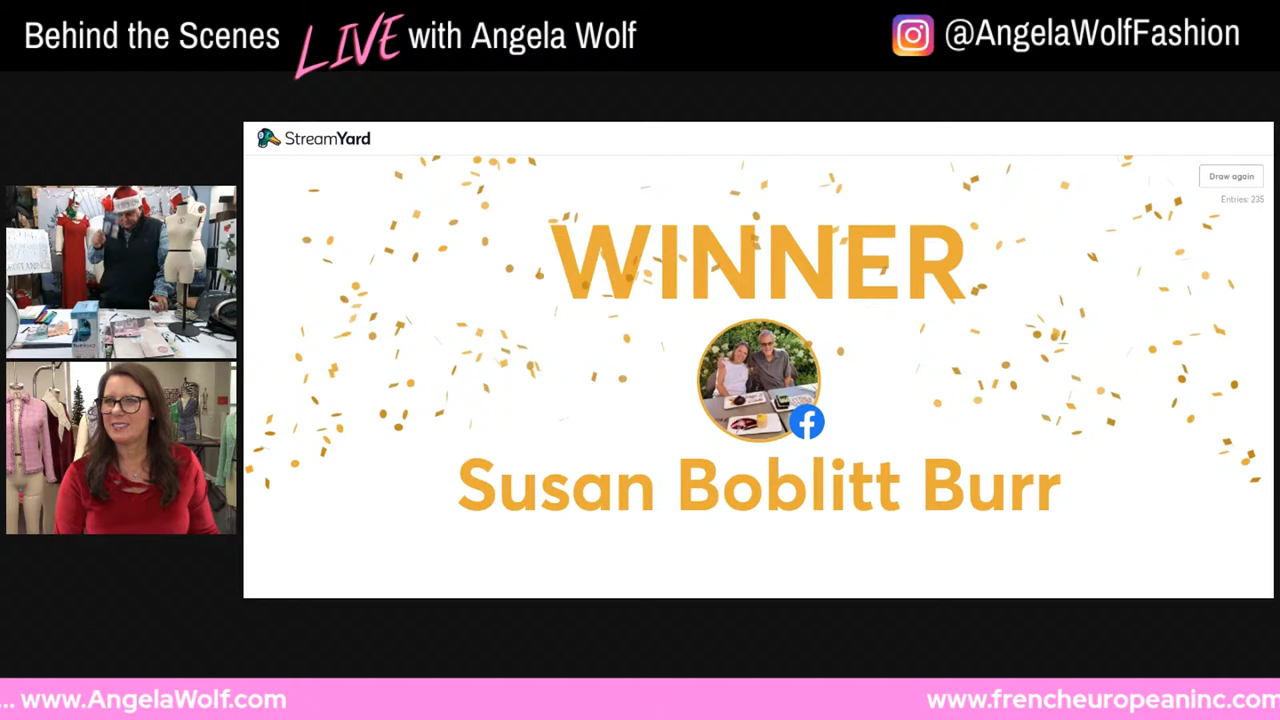 Behind the Scenes LIVE with Angela Wolf
@AngelaWolfFashion
StreamYard
Draw again
Entries: 235
WINNER
Susan Boblitt Burr
... www.AngelaWolf.com
www.frencheuropeaninc.com